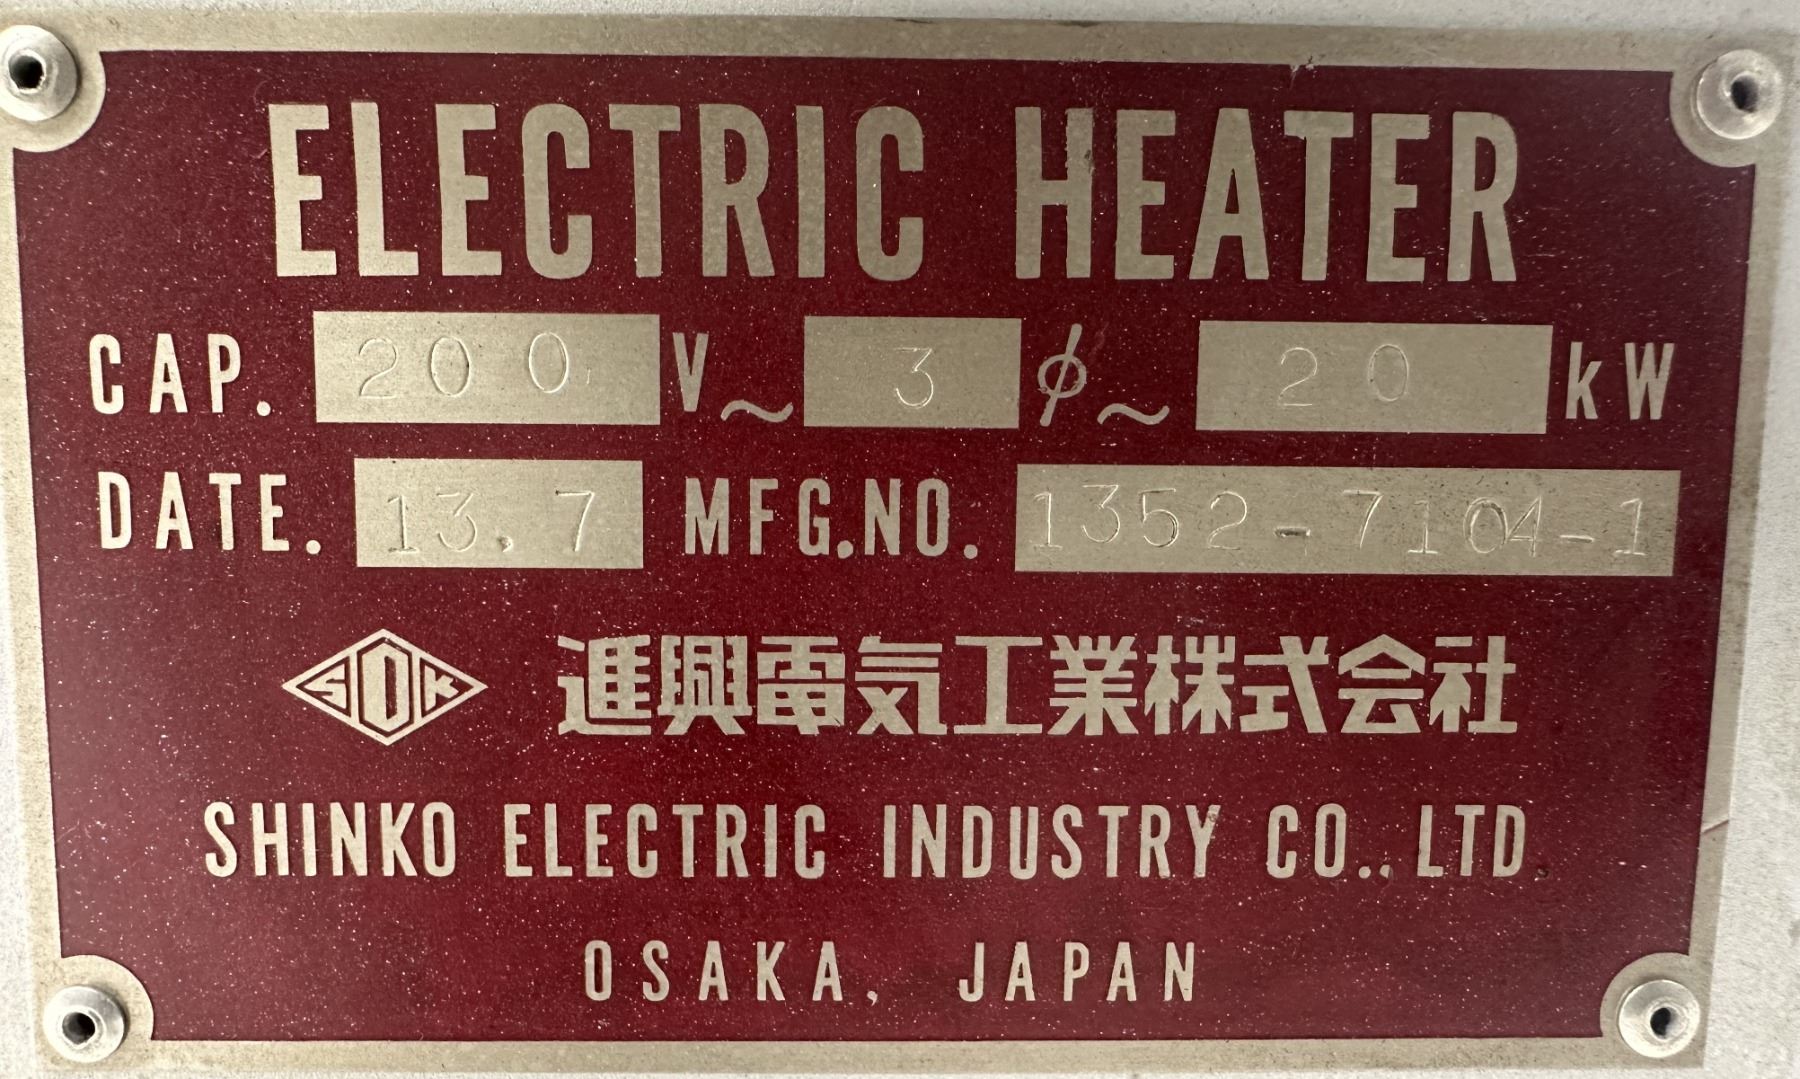 ELECTRIC HEATER
CAP. 200 V~ 3 ϕ~ 20 kW
DATE. 13.7 MFG.NO. 1352-7104-1
SOK 進興電気工業株式会社
SHINKO ELECTRIC INDUSTRY CO., LTD.
OSAKA, JAPAN